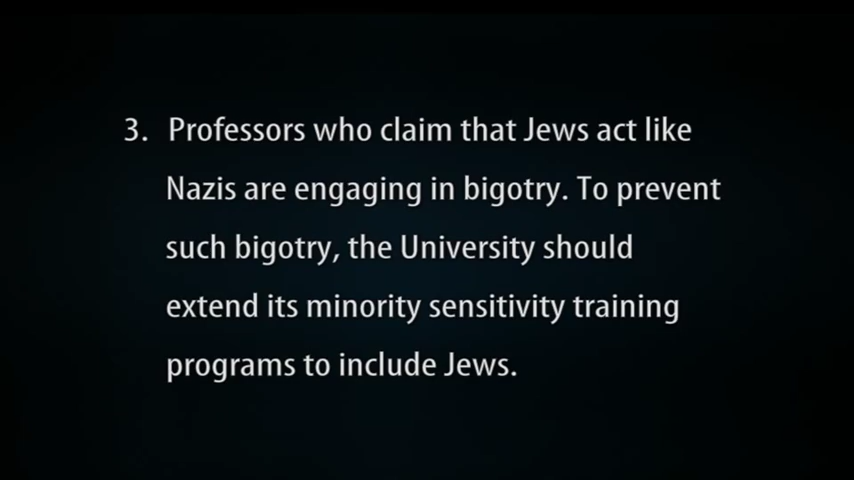 3. Professors who claim that Jews act like
Nazis are engaging in bigotry. To prevent
such bigotry, the University should
extend its minority sensitivity training
programs to include Jews.